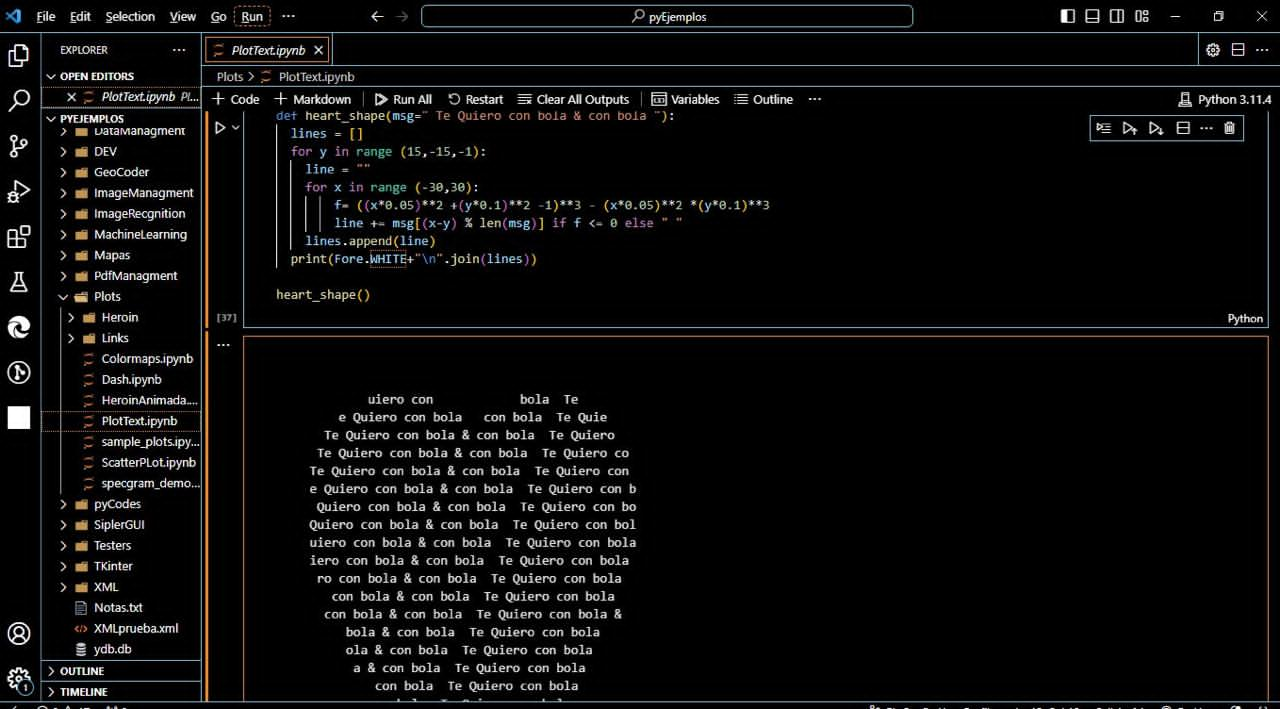 File Edit Selection View Go Run ···
pyEjemplos
EXPLORER ···
OPEN EDITORS
PlotText.ipynb Pl...
PYEJEMPLOS
DataManagment
DEV
GeoCoder
ImageManagment
ImageRecgnition
MachineLearning
Mapas
PdfManagment
Plots
Heroin
Links
Colormaps.ipynb
Dash.ipynb
HeroinAnimada....
PlotText.ipynb
sample_plots.ipy...
ScatterPLot.ipynb
specgram_demo...
pyCodes
SiplerGUI
Testers
TKinter
XML
Notas.txt
XMLprueba.xml
ydb.db
OUTLINE
TIMELINE
1
PlotText.ipynb
Plots > PlotText.ipynb
+ Code + Markdown Run All Restart Clear All Outputs Variables Outline ··· Python 3.11.4
def heart_shape(msg=" Te Quiero con bola & con bola "):
lines = []
for y in range (15,-15,-1):
line = ""
for x in range (-30,30):
f= ((x*0.05)**2 +(y*0.1)**2 -1)**3 - (x*0.05)**2 *(y*0.1)**3
line += msg[(x-y) % len(msg)] if f <= 0 else " "
lines.append(line)
print(Fore.WHITE+"\n".join(lines))
heart_shape()
[37]
Python
uiero con bola Te
e Quiero con bola con bola Te Quie
Te Quiero con bola & con bola Te Quiero
Te Quiero con bola & con bola Te Quiero co
Te Quiero con bola & con bola Te Quiero con
e Quiero con bola & con bola Te Quiero con b
Quiero con bola & con bola Te Quiero con bo
Quiero con bola & con bola Te Quiero con bol
uiero con bola & con bola Te Quiero con bola
iero con bola & con bola Te Quiero con bola
ro con bola & con bola Te Quiero con bola
con bola & con bola Te Quiero con bola
con bola & con bola Te Quiero con bola &
bola & con bola Te Quiero con bola
ola & con bola Te Quiero con bola
a & con bola Te Quiero con bola
con bola Te Quiero con bola